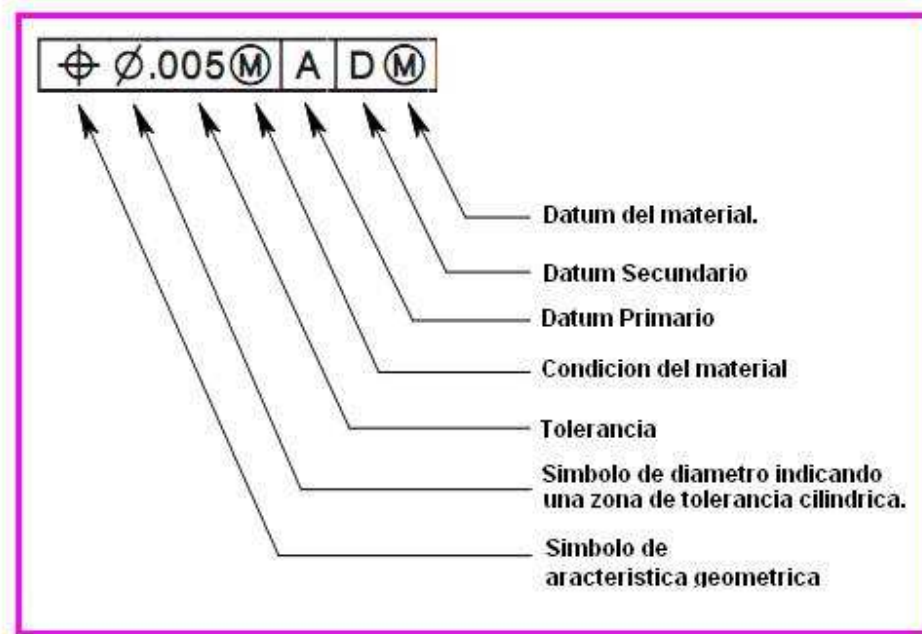 ⌖ Ø.005Ⓜ A DⓂ
Datum del material.
Datum Secundario
Datum Primario
Condicion del material
Tolerancia
Simbolo de diametro indicando
una zona de tolerancia cilindrica.
Simbolo de
aracteristica geometrica